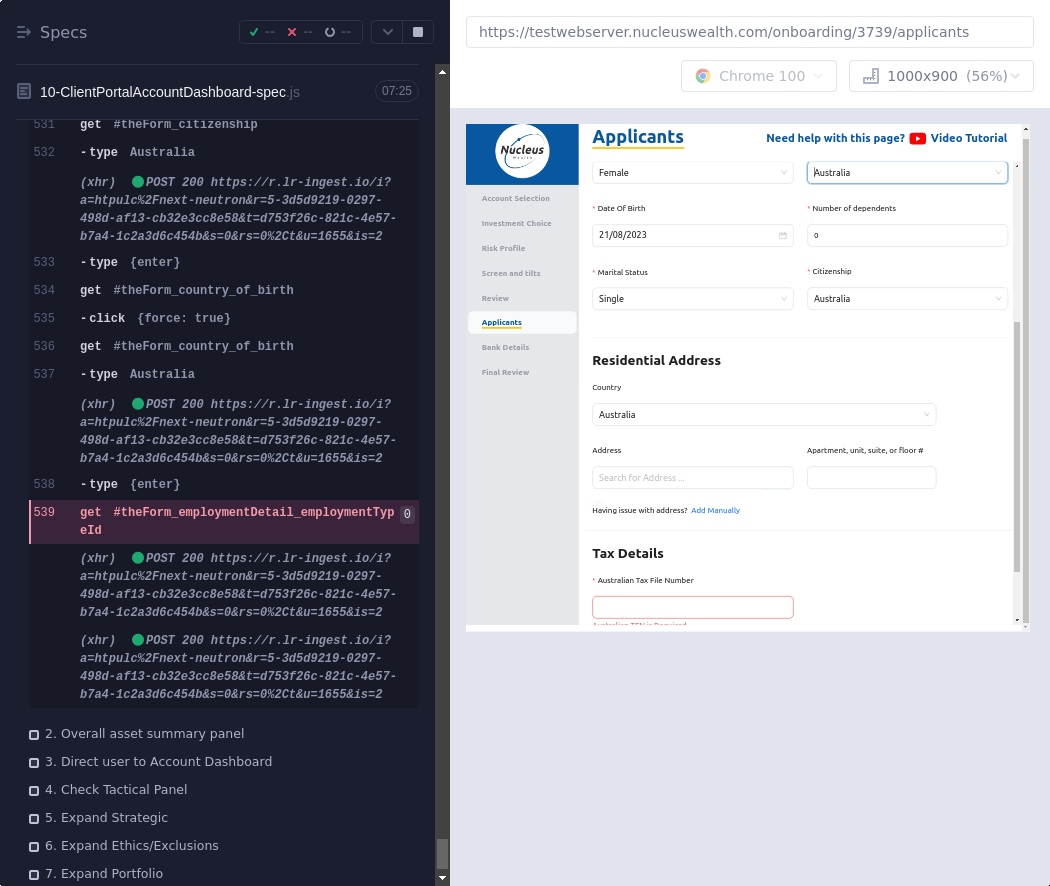 Specs
-- -- --
10-ClientPortalAccountDashboard-spec.js 07:25
531 get #theForm_citizenship
532 -type Australia
(xhr) POST 200 https://r.lr-ingest.io/i?
a=htpulc%2Fnext-neutron&r=5-3d5d9219-0297-
498d-af13-cb32e3cc8e58&t=d753f26c-821c-4e57-
b7a4-1c2a3d6c454b&s=0&rs=0%2Ct&u=1655&is=2
533 -type {enter}
534 get #theForm_country_of_birth
535 -click {force: true}
536 get #theForm_country_of_birth
537 -type Australia
(xhr) POST 200 https://r.lr-ingest.io/i?
a=htpulc%2Fnext-neutron&r=5-3d5d9219-0297-
498d-af13-cb32e3cc8e58&t=d753f26c-821c-4e57-
b7a4-1c2a3d6c454b&s=0&rs=0%2Ct&u=1655&is=2
538 -type {enter}
539 get #theForm_employmentDetail_employmentTyp 0
eId
(xhr) POST 200 https://r.lr-ingest.io/i?
a=htpulc%2Fnext-neutron&r=5-3d5d9219-0297-
498d-af13-cb32e3cc8e58&t=d753f26c-821c-4e57-
b7a4-1c2a3d6c454b&s=0&rs=0%2Ct&u=1655&is=2
(xhr) POST 200 https://r.lr-ingest.io/i?
a=htpulc%2Fnext-neutron&r=5-3d5d9219-0297-
498d-af13-cb32e3cc8e58&t=d753f26c-821c-4e57-
b7a4-1c2a3d6c454b&s=0&rs=0%2Ct&u=1655&is=2
2. Overall asset summary panel
3. Direct user to Account Dashboard
4. Check Tactical Panel
5. Expand Strategic
6. Expand Ethics/Exclusions
7. Expand Portfolio
https://testwebserver.nucleuswealth.com/onboarding/3739/applicants
Chrome 100 1000x900 (56%)
Nucleus
Wealth
Account Selection
Investment Choice
Risk Profile
Screen and tilts
Review
Applicants
Bank Details
Final Review
Applicants Need help with this page? Video Tutorial
Female Australia
* Date Of Birth * Number of dependents
21/08/2023 0
* Marital Status * Citizenship
Single Australia
Residential Address
Country
Australia
Address Apartment, unit, suite, or floor #
Search for Address ...
Having issue with address? Add Manually
Tax Details
* Australian Tax File Number
Australian TFN is Required